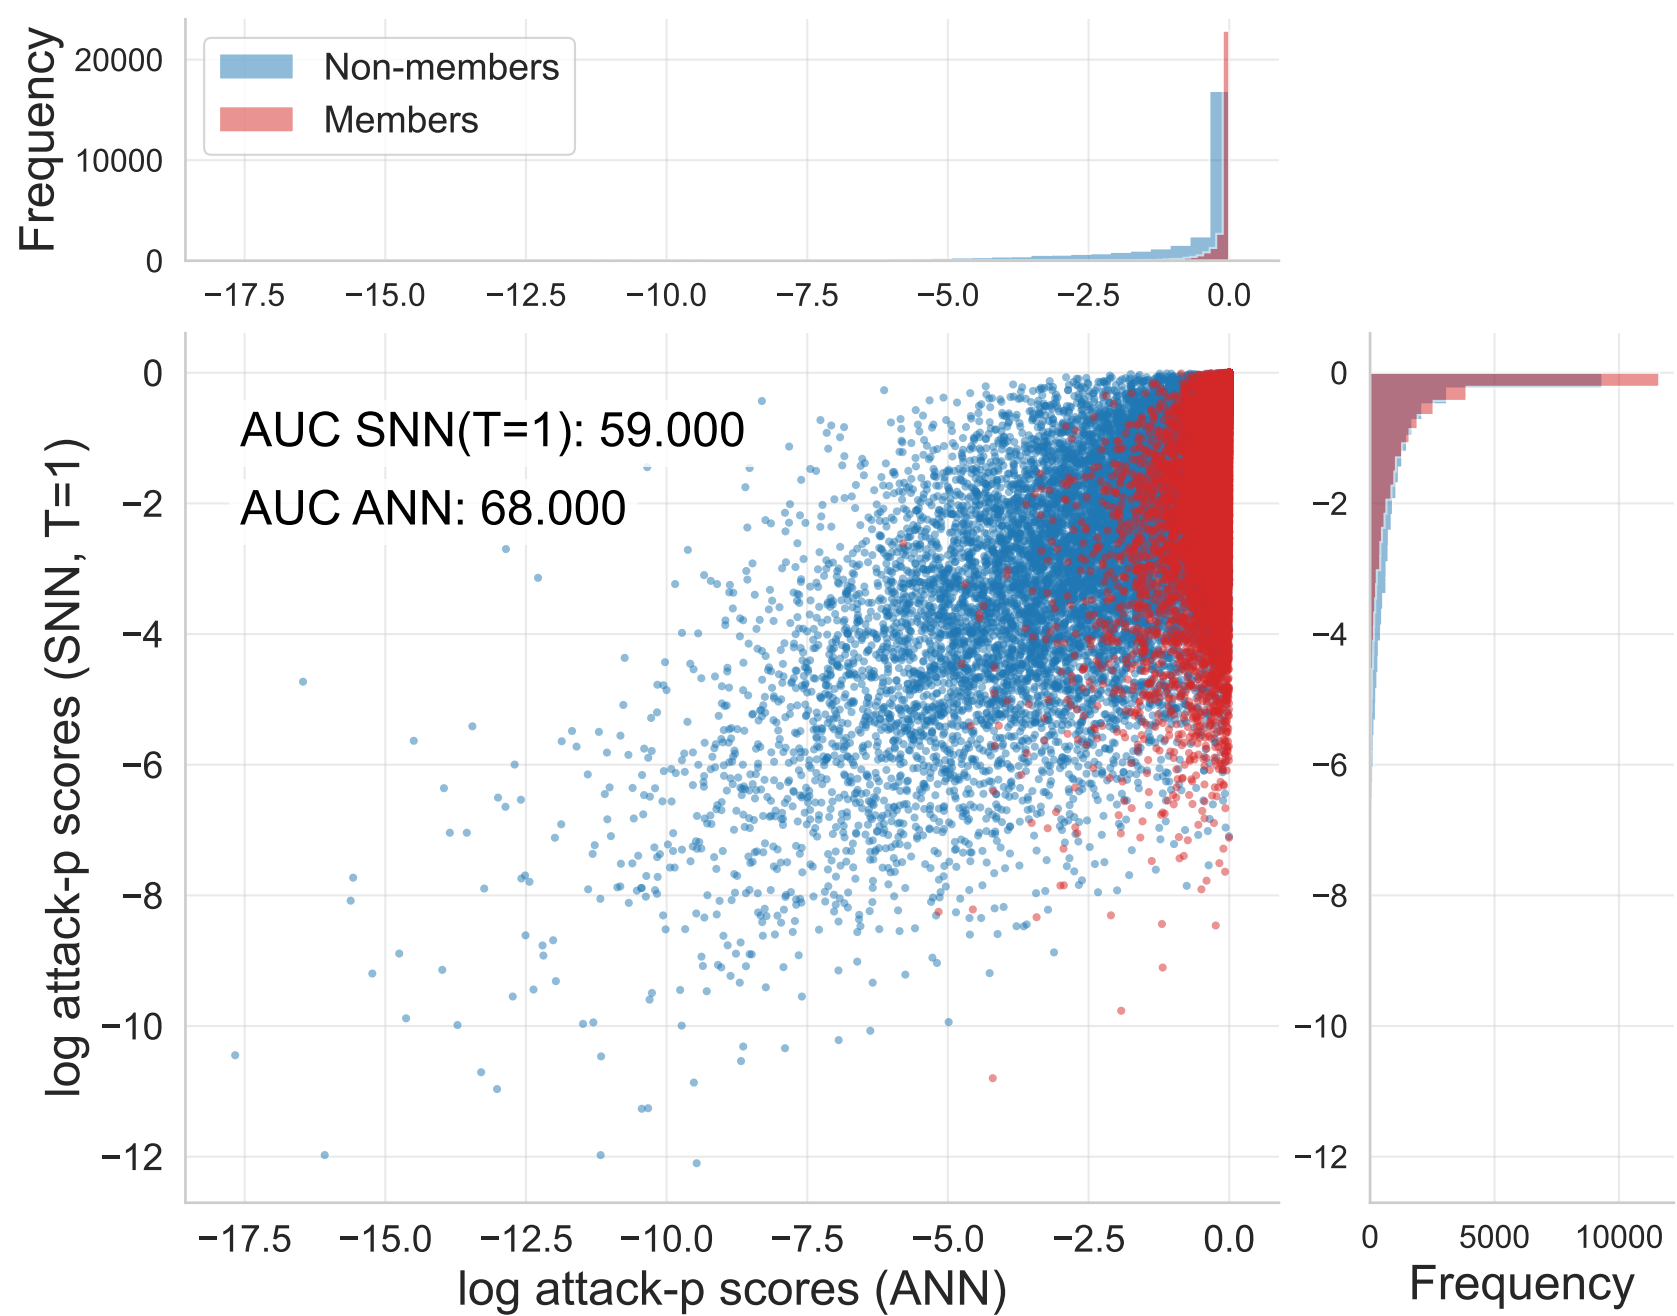 Frequency
20000
10000
0
Non-members
Members
−17.5 −15.0 −12.5 −10.0 −7.5 −5.0 −2.5 0.0
log attack-p scores (SNN, T=1)
0
−2
−4
−6
−8
−10
−12
AUC SNN(T=1): 59.000
AUC ANN: 68.000
−17.5 −15.0 −12.5 −10.0 −7.5 −5.0 −2.5 0.0
log attack-p scores (ANN)
0
−2
−4
−6
−8
−10
−12
0 5000 10000
Frequency